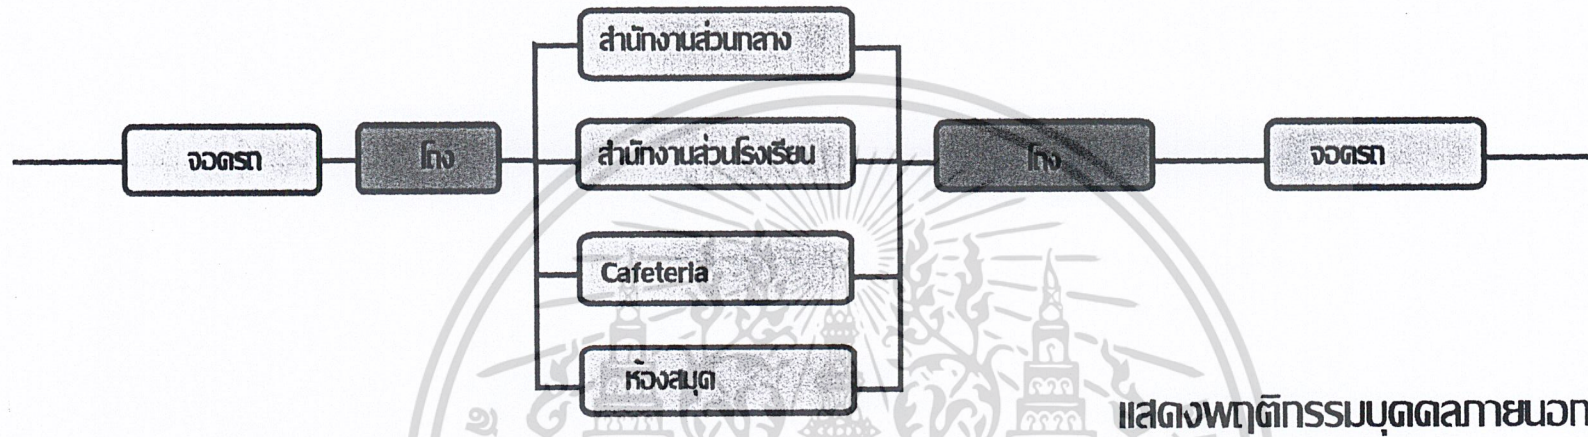 สำนักงานส่วนกลาง
จอดรถ
โถง
สำนักงานส่วนโรงเรียน
โถง
จอดรถ
Cafeteria
ห้องสมุด
แสดงพฤติกรรมบุคคลภายนอก